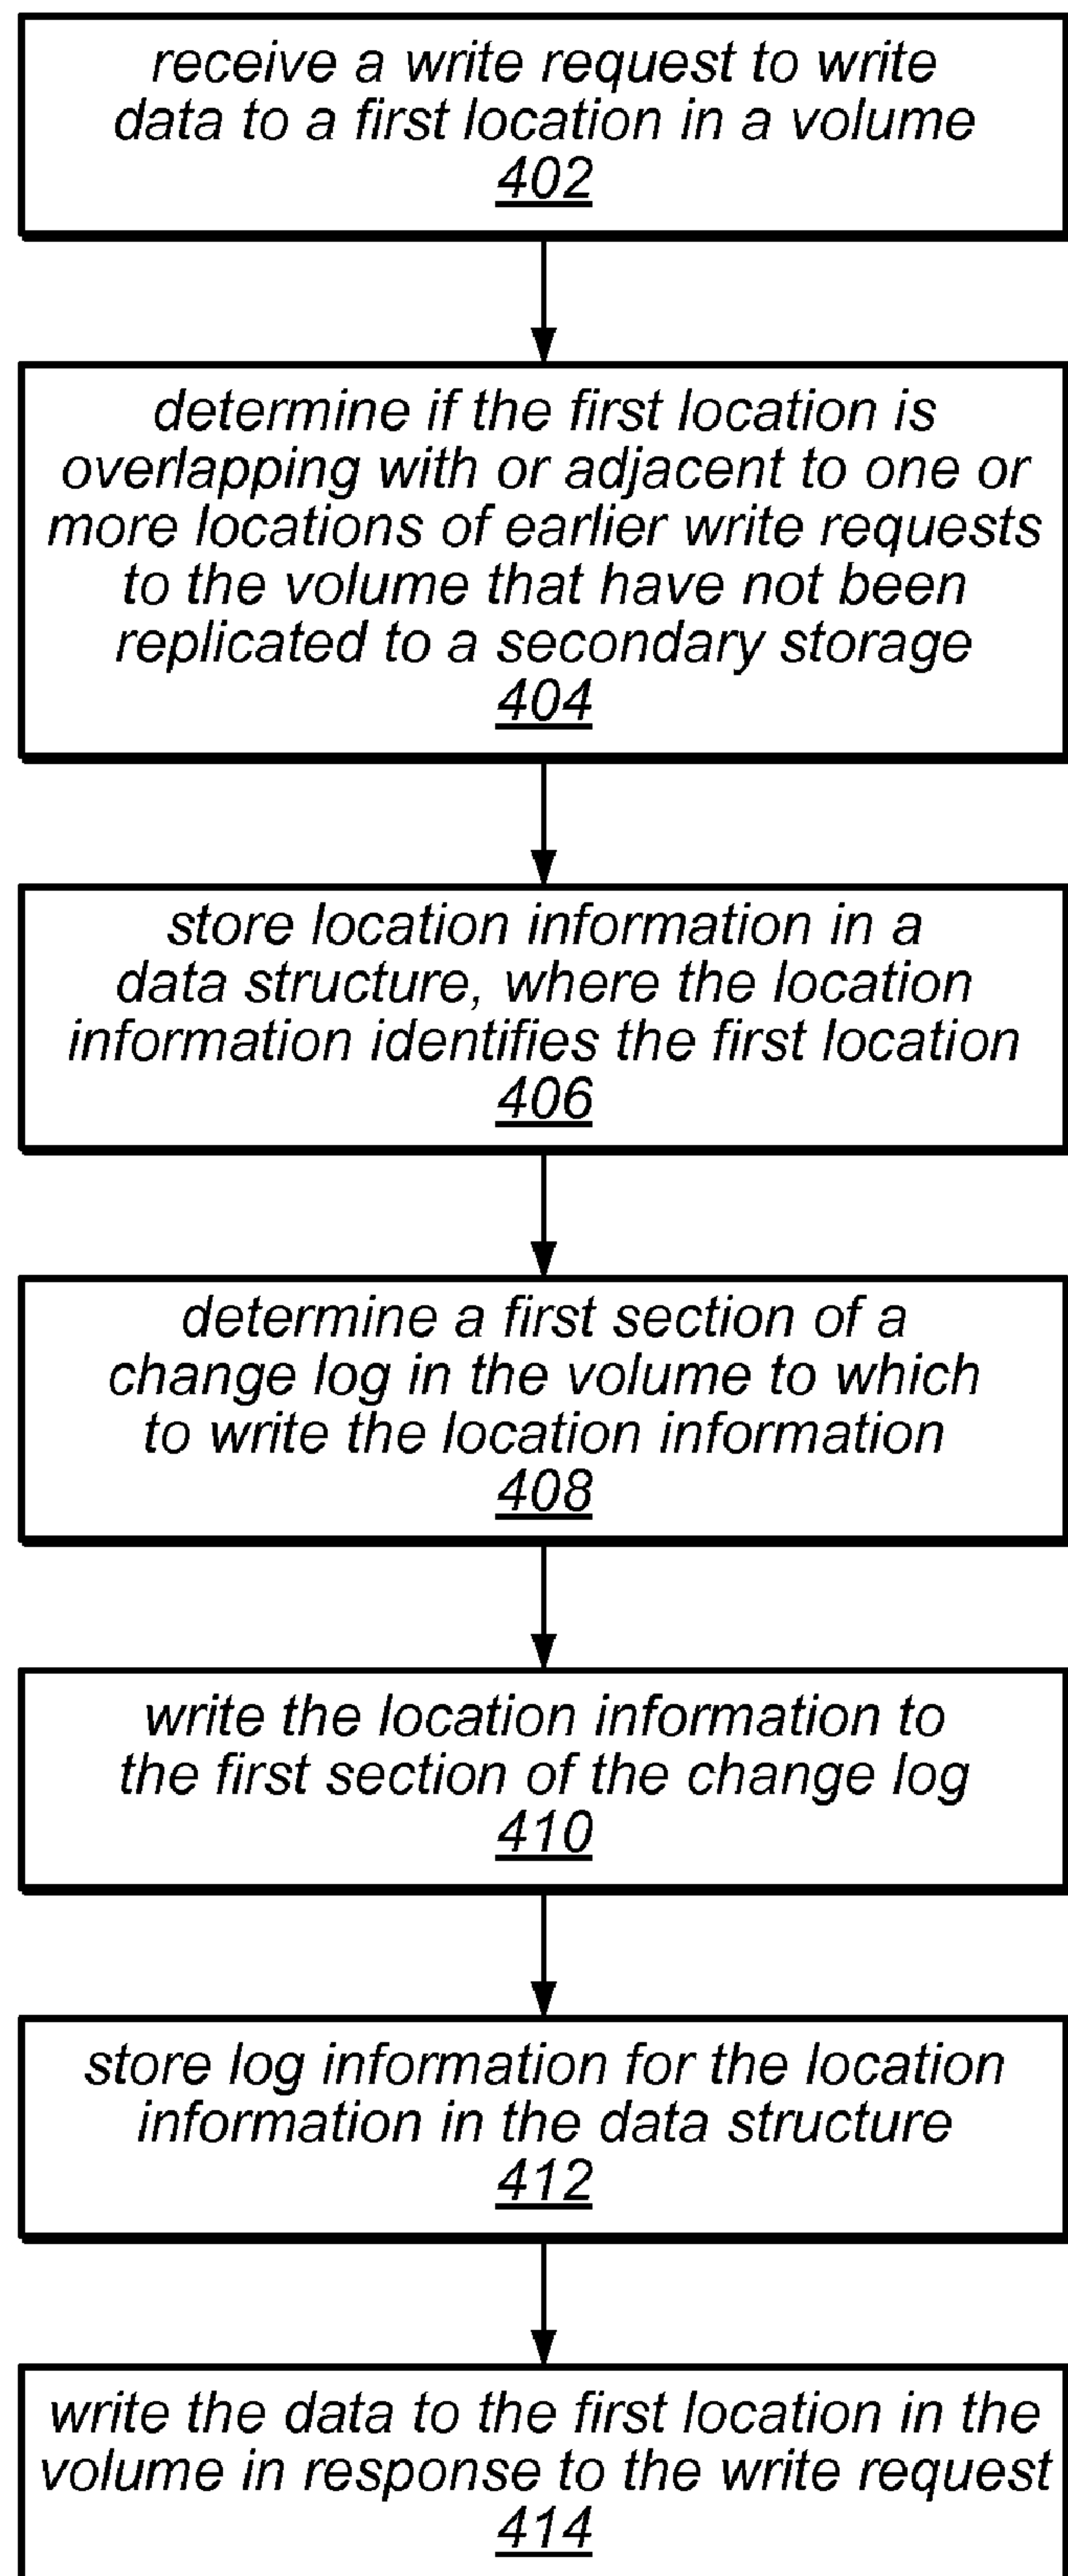 receive a write request to write
data to a first location in a volume
402
determine if the first location is
overlapping with or adjacent to one or
more locations of earlier write requests
to the volume that have not been
replicated to a secondary storage
404
store location information in a
data structure, where the location
information identifies the first location
406
determine a first section of a
change log in the volume to which
to write the location information
408
write the location information to
the first section of the change log
410
store log information for the location
information in the data structure
412
write the data to the first location in the
volume in response to the write request
414